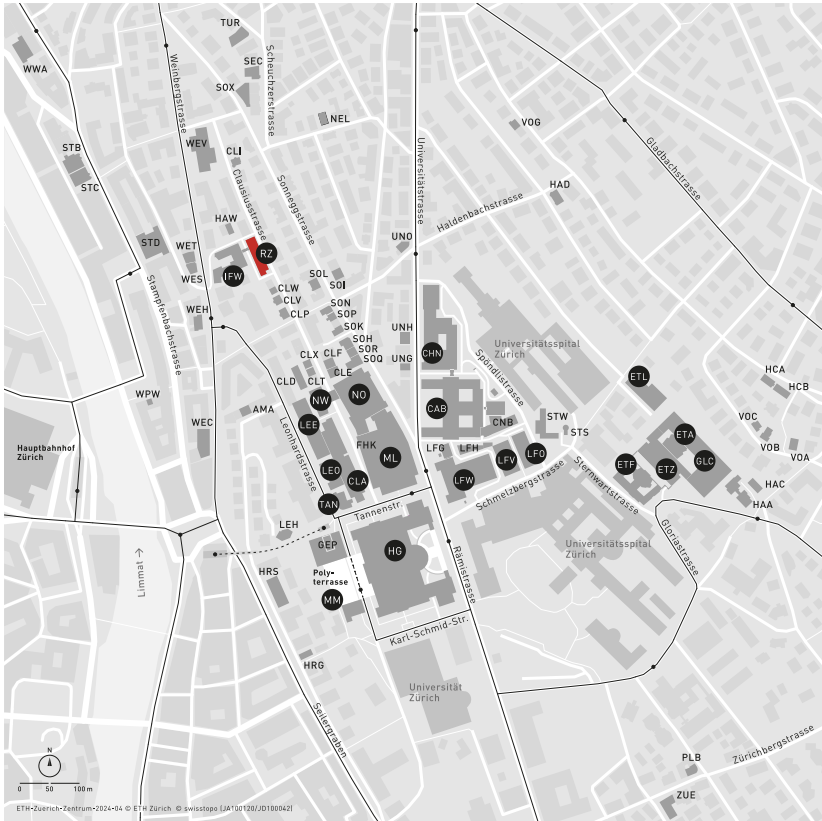 TUR
WWA
SEC
SOX
Weinbergstrasse
Scheuchzerstrasse
NEL
VOG
WEV
CLI
STB
STC
Universitätstrasse
Gladbachstrasse
Clausiusstrasse
Sonneggstrasse
HAD
Haldenbachstrasse
HAW
UNO
STD
WET
RZ
IFW
WES
SOL
SOI
CLW
CLV
CLP
SON
SOP
SOK
WEH
Stampfenbachstrasse
UNH
SOH
SOR
SOQ
UNG
CHN
Universitätsspital
Zürich
Spöndlistrasse
CLX
CLF
CLE
CLD
CLT
ETL
HCA
HCB
WPW
NW
NO
AMA
CAB
CNB
STW
STS
WEC
LEE
VOC
VOB
VOA
ETA
Hauptbahnhof
Zürich
Leonhardstrasse
FHK
ML
LFG
LFH
LFV
LFO
ETF
ETZ
GLC
LEO
CLA
LFW
Schmelzbergstrasse
Sternwartstrasse
HAC
HAA
TAN
Tannenstr.
LEH
GEP
HG
Universitätsspital
Zürich
Gloriastrasse
Limmat →
HRS
Poly-
terrasse
MM
Rämistrasse
Karl-Schmid-Str.
HRG
Universität
Zürich
Seilergraben
PLB
Zürichbergstrasse
ZUE
N
0 50 100 m
ETH-Zuerich-Zentrum-2024-04 © ETH Zürich © swisstopo (JA100120/JD100042)